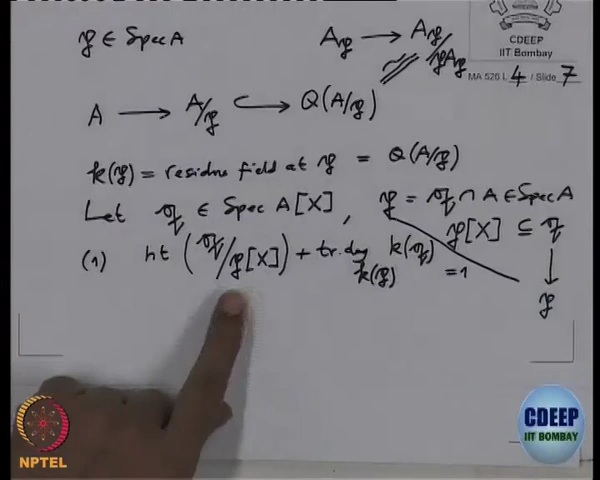 𝔭 ∈ Spec A
A_𝔭 → A_𝔭/𝔭A_𝔭
CDEEP
IIT Bombay
MA 526 L 4 / Slide 7
A → A/𝔭 ↪ Q(A/𝔭)
k(𝔭) = residue field at 𝔭 = Q(A/𝔭)
Let 𝔮 ∈ Spec A[X], 𝔭 = 𝔮 ∩ A ∈ Spec A
𝔭[X] ⊆ 𝔮
(1) ht (𝔮/𝔭[X]) + tr.deg k(𝔭) k(𝔮) = 1
𝔭
NPTEL
CDEEP
IIT BOMBAY